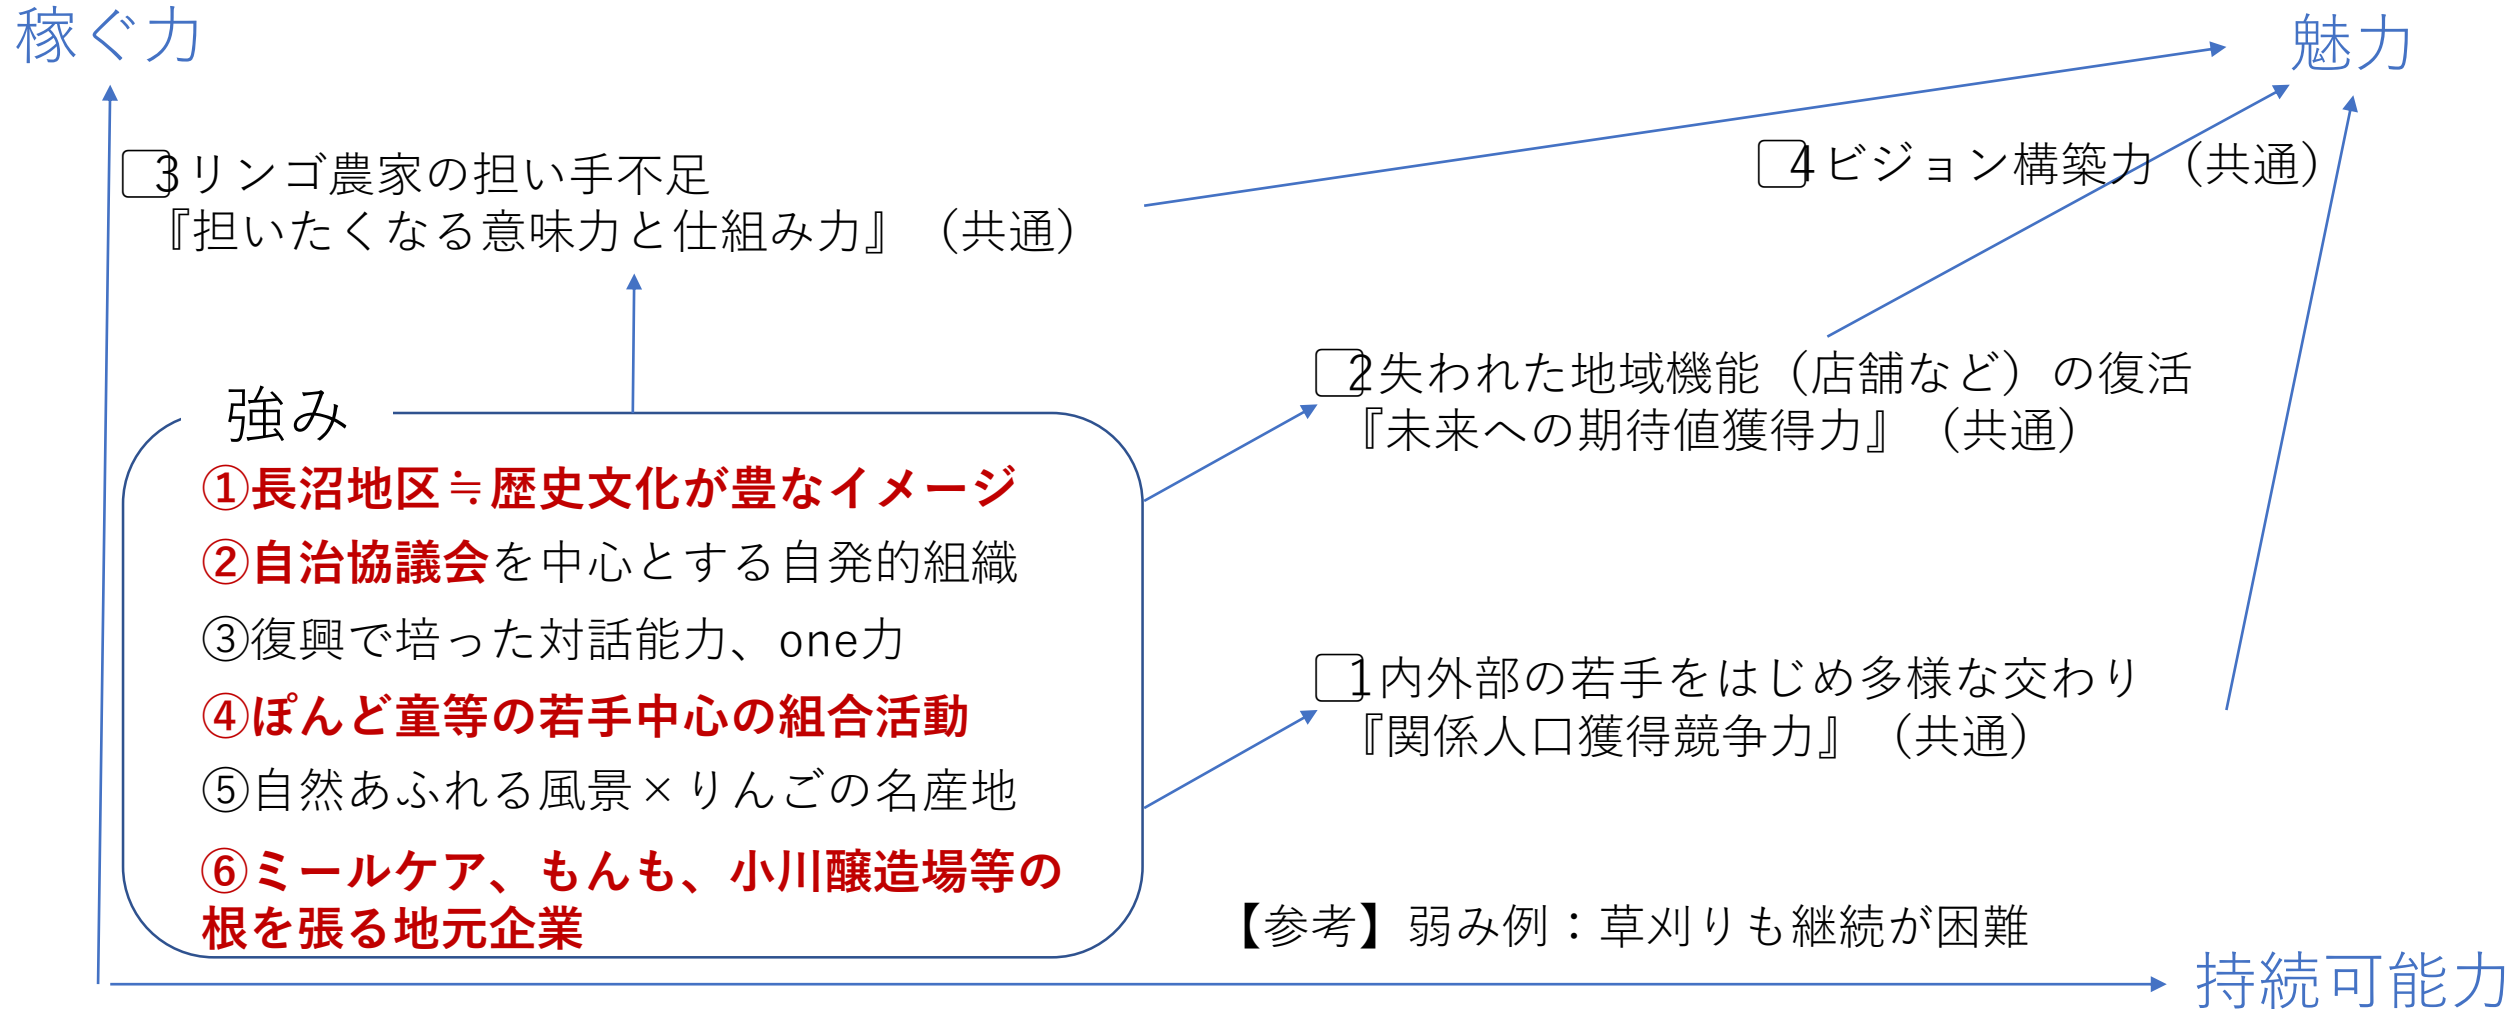 稼ぐ力
魅力
3リンゴ農家の担い手不足
『担いたくなる意味力と仕組み力』（共通）
4ビジョン構築力（共通）
2失われた地域機能（店舗など）の復活
『未来への期待値獲得力』（共通）
強み
①長沼地区≒歴史文化が豊なイメージ
②自治協議会を中心とする自発的組織
③復興で培った対話能力、one力
④ぽんど童等の若手中心の組合活動
⑤自然あふれる風景×りんごの名産地
⑥ミールケア、もんも、小川醸造場等の
根を張る地元企業
1内外部の若手をはじめ多様な交わり
『関係人口獲得競争力』（共通）
【参考】弱み例：草刈りも継続が困難
持続可能力